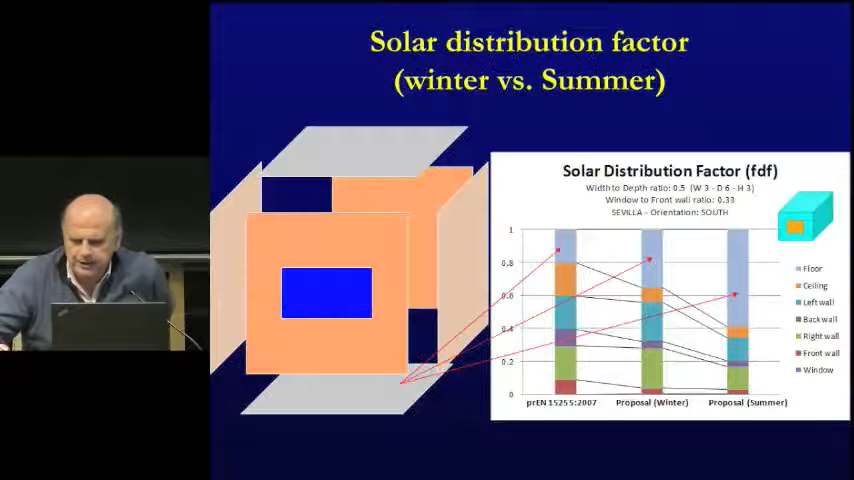 Solar distribution factor
(winter vs. Summer)
Solar Distribution Factor (fdf)
Width to Depth ratio: 0.5 (W 3 - D 6 - H 3)
Window to Front wall ratio: 0.33
SEVILLA - Orientation: SOUTH
1
0.8
0.6
0.4
0.2
0
prEN 15255:2007
Proposal (Winter)
Proposal (Summer)
Floor
Ceiling
Left wall
Back wall
Right wall
Front wall
Window